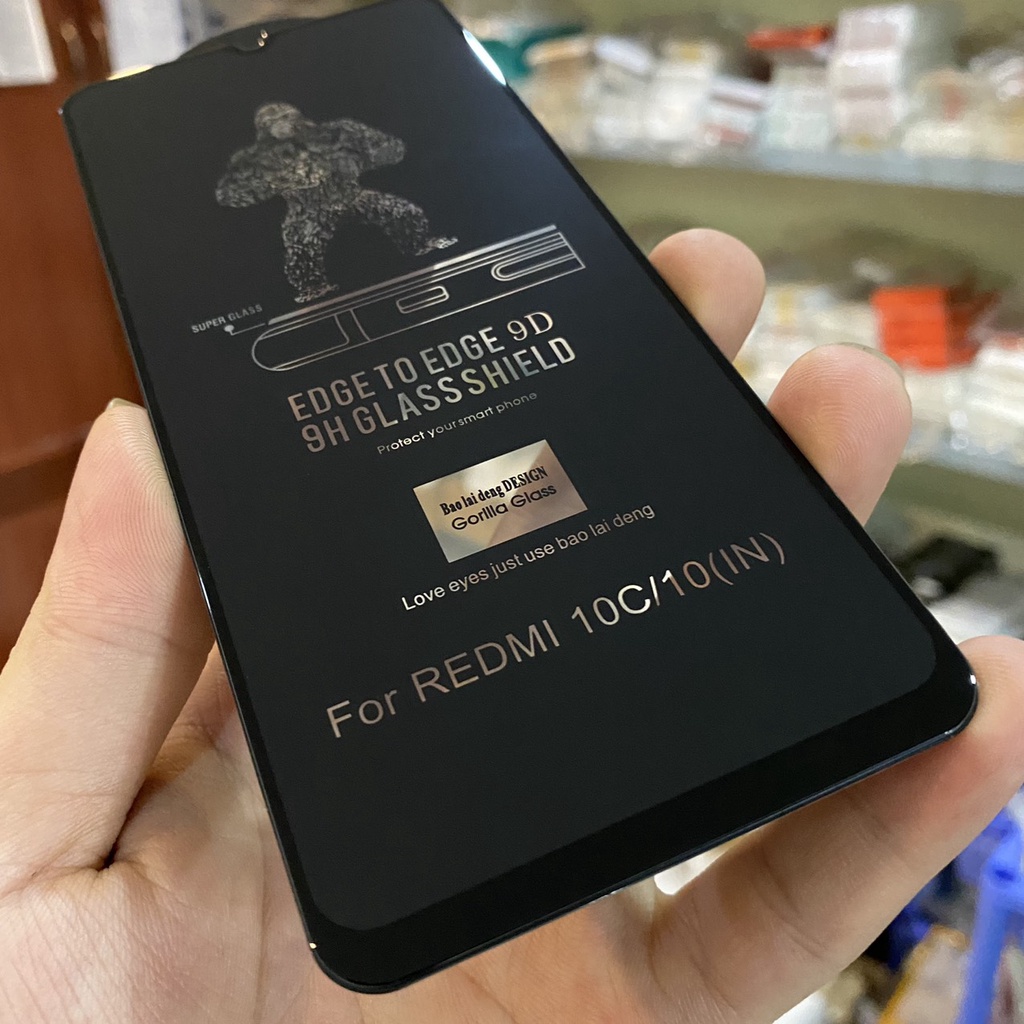 SUPER GLASS
EDGE TO EDGE 9D
9H GLASS SHIELD
Protect your smart phone
Bao lai deng DESIGN
Gorilla Glass
Love eyes just use bao lai deng
For REDMI 10C/10(IN)